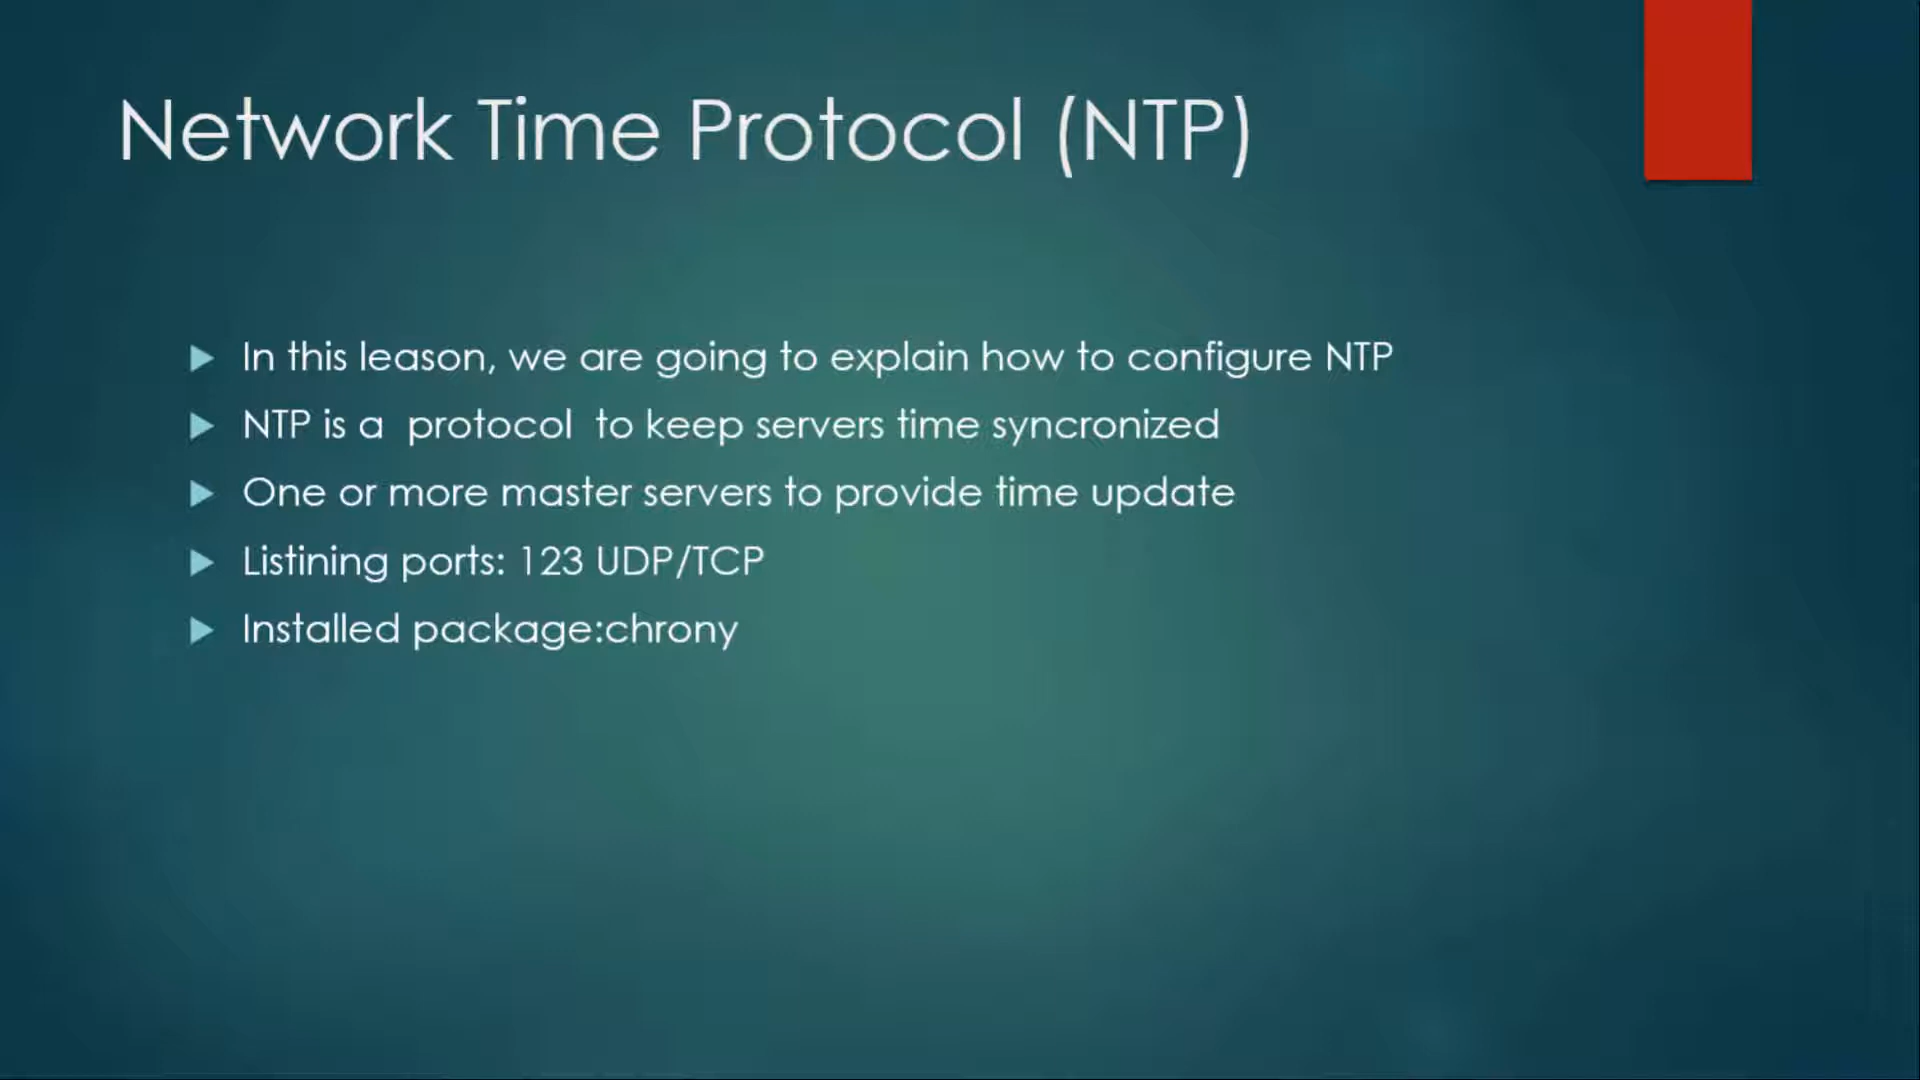 Network Time Protocol (NTP)
In this leason, we are going to explain how to configure NTP
NTP is a  protocol  to keep servers time syncronized
One or more master servers to provide time update
Listining ports: 123 UDP/TCP
Installed package:chrony